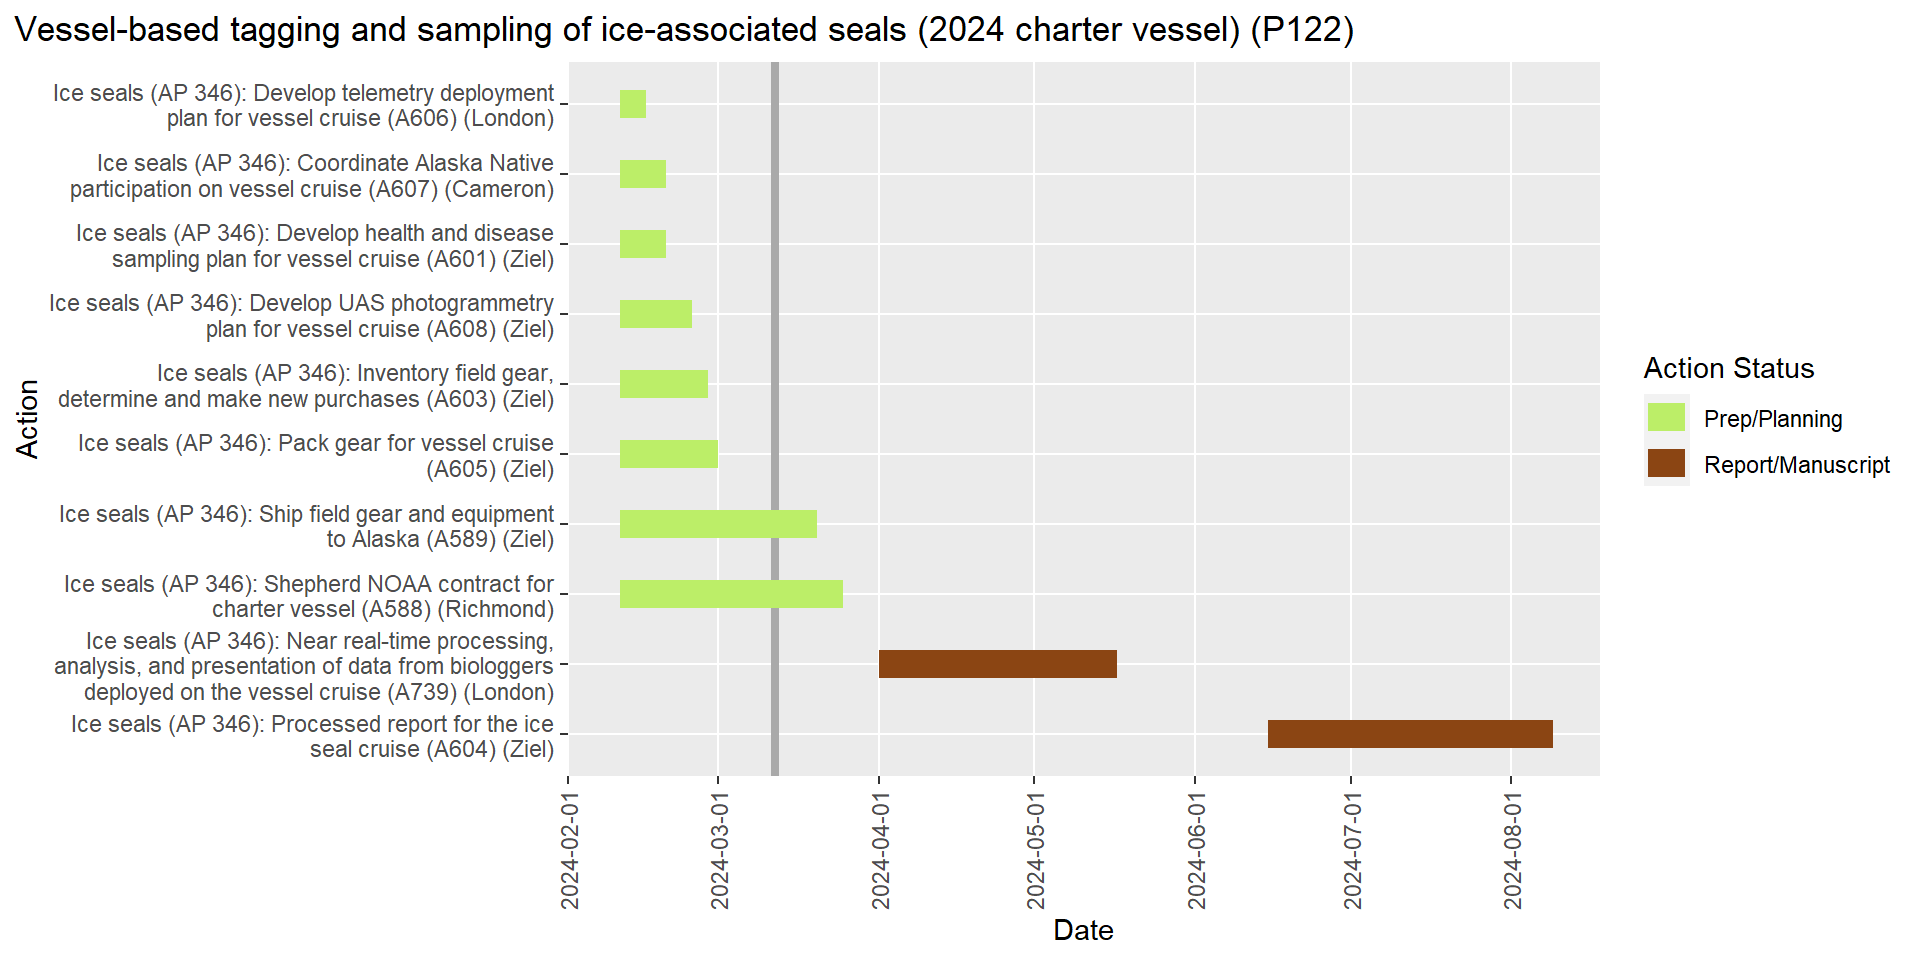 Vessel-based tagging and sampling of ice-associated seals (2024 charter vessel) (P122)
Action
Ice seals (AP 346): Develop telemetry deployment
plan for vessel cruise (A606) (London)
Ice seals (AP 346): Coordinate Alaska Native
participation on vessel cruise (A607) (Cameron)
Ice seals (AP 346): Develop health and disease
sampling plan for vessel cruise (A601) (Ziel)
Ice seals (AP 346): Develop UAS photogrammetry
plan for vessel cruise (A608) (Ziel)
Ice seals (AP 346): Inventory field gear,
determine and make new purchases (A603) (Ziel)
Ice seals (AP 346): Pack gear for vessel cruise
(A605) (Ziel)
Ice seals (AP 346): Ship field gear and equipment
to Alaska (A589) (Ziel)
Ice seals (AP 346): Shepherd NOAA contract for
charter vessel (A588) (Richmond)
Ice seals (AP 346): Near real-time processing,
analysis, and presentation of data from biologgers
deployed on the vessel cruise (A739) (London)
Ice seals (AP 346): Processed report for the ice
seal cruise (A604) (Ziel)
2024-02-01
2024-03-01
2024-04-01
2024-05-01
2024-06-01
2024-07-01
2024-08-01
Date
Action Status
Prep/Planning
Report/Manuscript